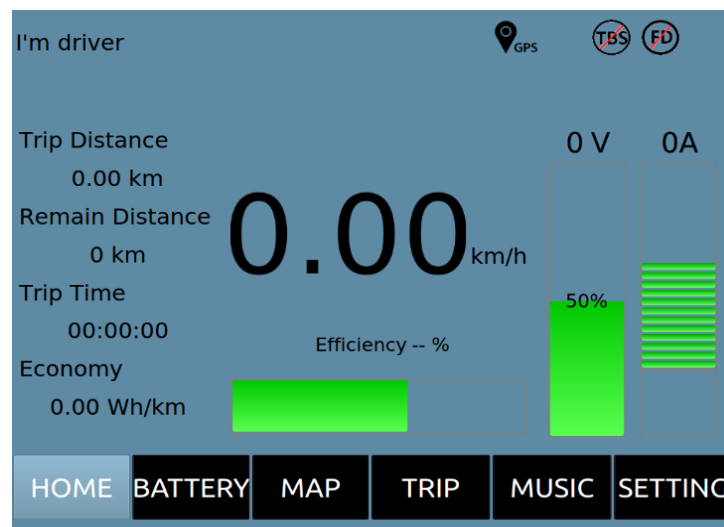 I'm driver
GPS
TBS
FD
Trip Distance
0.00 km
Remain Distance
0 km
Trip Time
00:00:00
Economy
0.00 Wh/km
0.00 km/h
Efficiency -- %
0 V
0A
50%
HOME
BATTERY
MAP
TRIP
MUSIC
SETTING